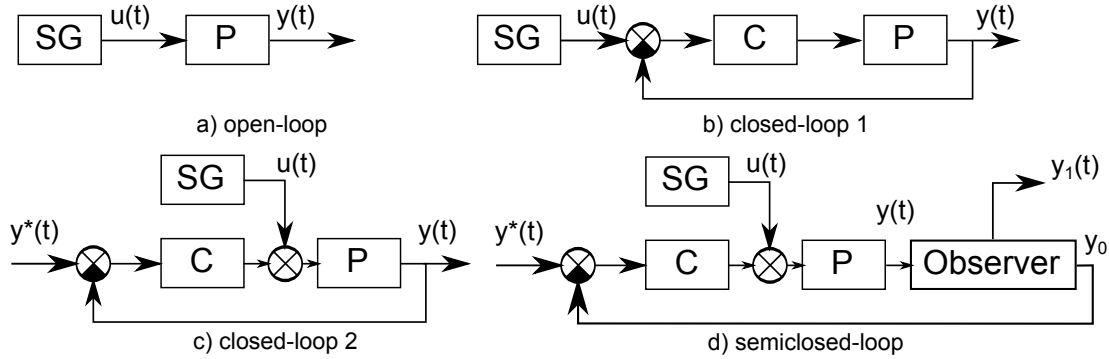 SG
u(t)
P
y(t)
a) open-loop
SG
u(t)
C
P
y(t)
b) closed-loop 1
SG
u(t)
y*(t)
C
P
y(t)
c) closed-loop 2
SG
u(t)
y*(t)
C
P
y(t)
Observer
y₁(t)
y₀
d) semiclosed-loop